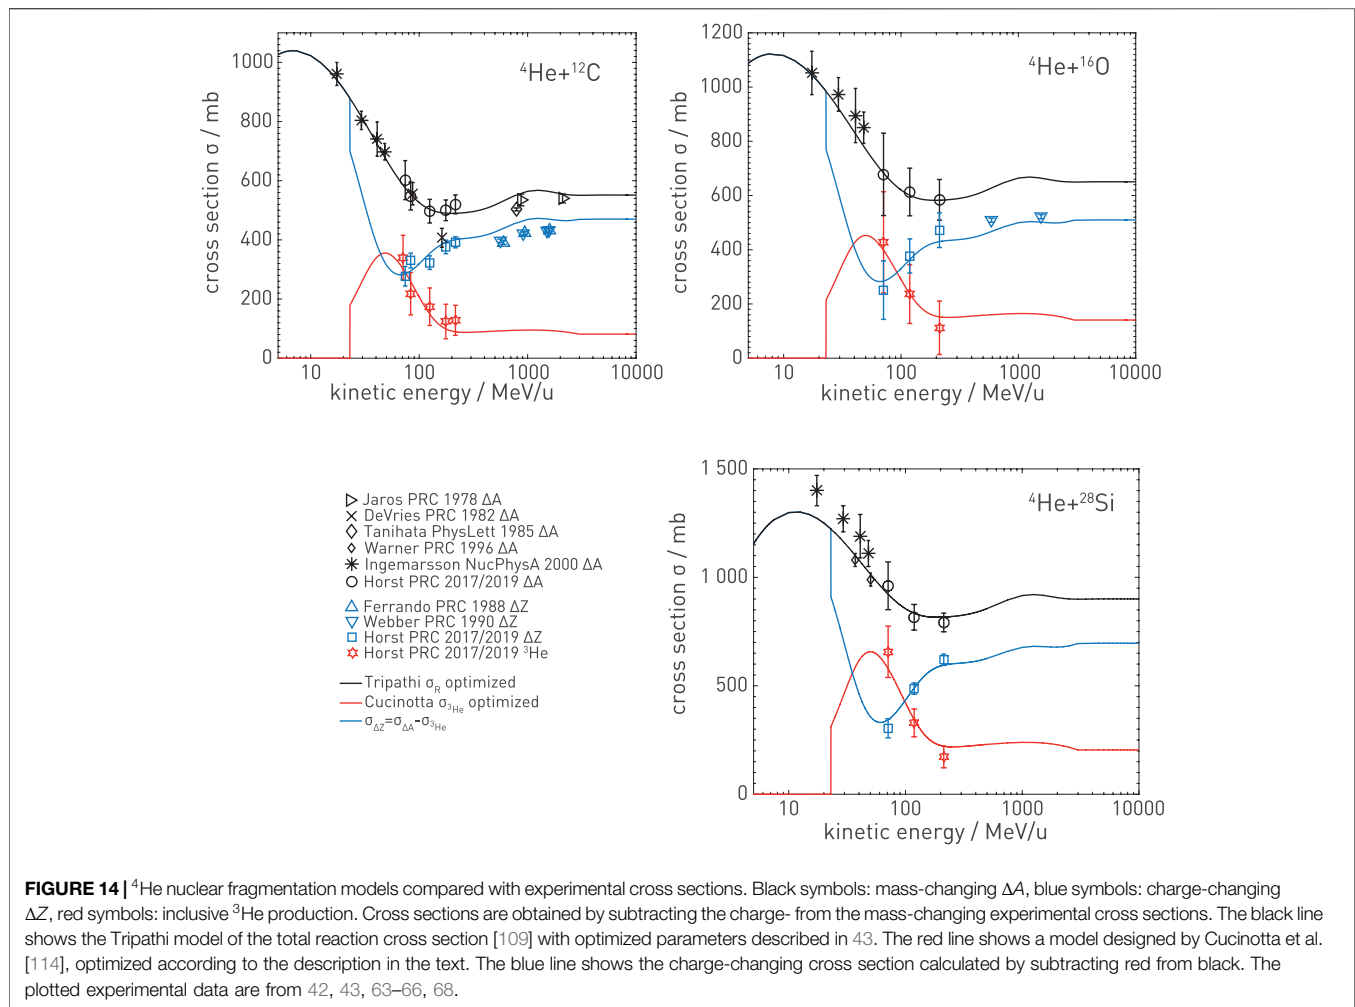 1000
800
600
400
200
0
cross section σ / mb
⁴He+¹²C
10
100
1000
10000
kinetic energy / MeV/u
1200
1000
800
600
400
200
0
cross section σ / mb
⁴He+¹⁶O
10
100
1000
10000
kinetic energy / MeV/u
Jaros PRC 1978 ΔA
DeVries PRC 1982 ΔA
Tanihata PhysLett 1985 ΔA
Warner PRC 1996 ΔA
Ingemarsson NucPhysA 2000 ΔA
Horst PRC 2017/2019 ΔA
Ferrando PRC 1988 ΔZ
Webber PRC 1990 ΔZ
Horst PRC 2017/2019 ΔZ
Horst PRC 2017/2019 ³He
Tripathi σR optimized
Cucinotta σ3He optimized
σΔZ=σΔA-σ3He
1 500
1 000
500
0
cross section σ / mb
⁴He+²⁸Si
10
100
1000
10000
kinetic energy / MeV/u
FIGURE 14 | ⁴He nuclear fragmentation models compared with experimental cross sections. Black symbols: mass-changing ΔA, blue symbols: charge-changing
ΔZ, red symbols: inclusive ³He production. Cross sections are obtained by subtracting the charge- from the mass-changing experimental cross sections. The black line
shows the Tripathi model of the total reaction cross section [109] with optimized parameters described in 43. The red line shows a model designed by Cucinotta et al.
[114], optimized according to the description in the text. The blue line shows the charge-changing cross section calculated by subtracting red from black. The
plotted experimental data are from 42, 43, 63–66, 68.